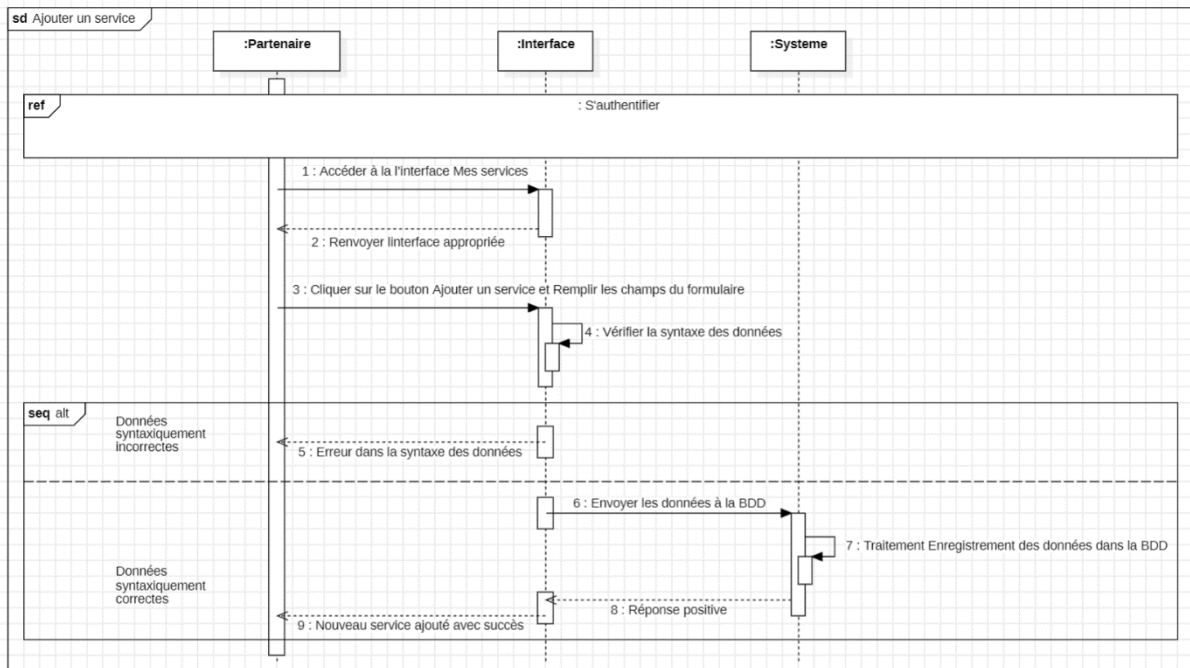 sd Ajouter un service
:Partenaire
:Interface
:Systeme
ref
: S'authentifier
1 : Accéder à la l'interface Mes services
2 : Renvoyer linterface appropriée
3 : Cliquer sur le bouton Ajouter un service et Remplir les champs du formulaire
4 : Vérifier la syntaxe des données
seq alt
Données
syntaxiquement
incorrectes
5 : Erreur dans la syntaxe des données
6 : Envoyer les données à la BDD
7 : Traitement Enregistrement des données dans la BDD
Données
syntaxiquement
correctes
8 : Réponse positive
9 : Nouveau service ajouté avec succès